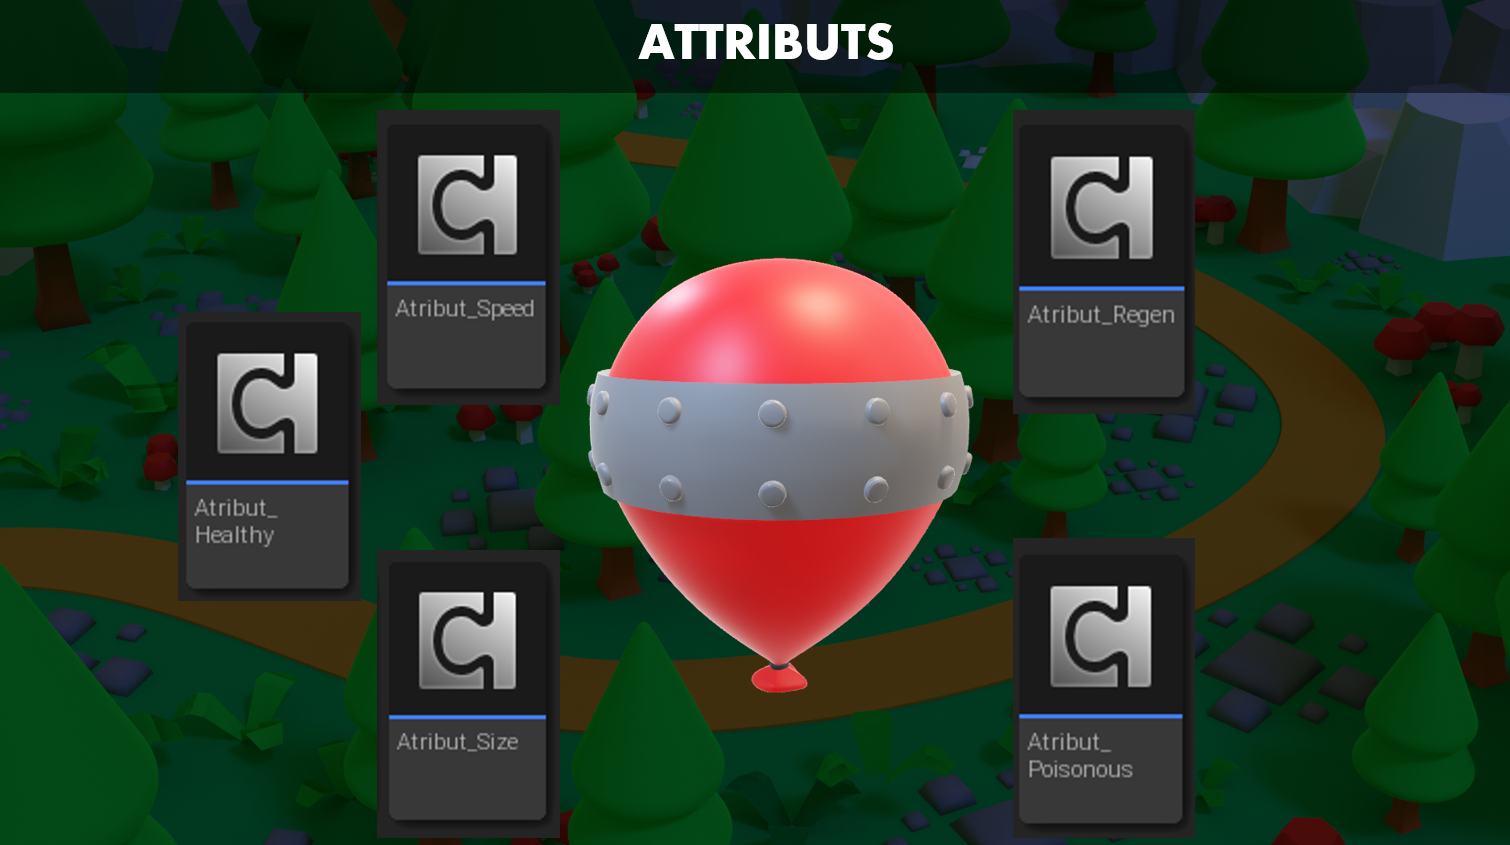 ATTRIBUTS
Atribut_Speed
Atribut_Regen
Atribut_
Healthy
Atribut_Size
Atribut_
Poisonous